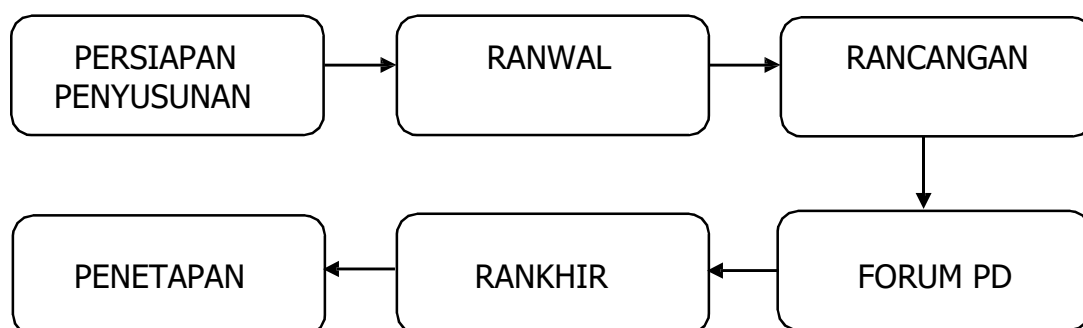 PERSIAPAN
PENYUSUNAN
RANWAL
RANCANGAN
FORUM PD
RANKHIR
PENETAPAN